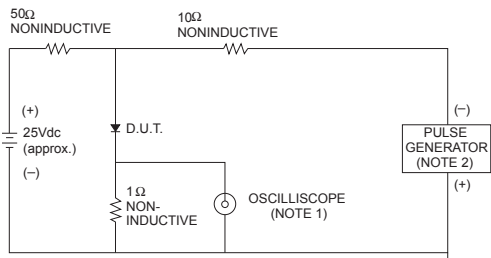 50Ω
NONINDUCTIVE
10Ω
NONINDUCTIVE
(+)
25Vdc
(approx.)
(–)
D.U.T.
(–)
PULSE
GENERATOR
(NOTE 2)
(+)
1Ω
NON-
INDUCTIVE
OSCILLISCOPE
(NOTE 1)